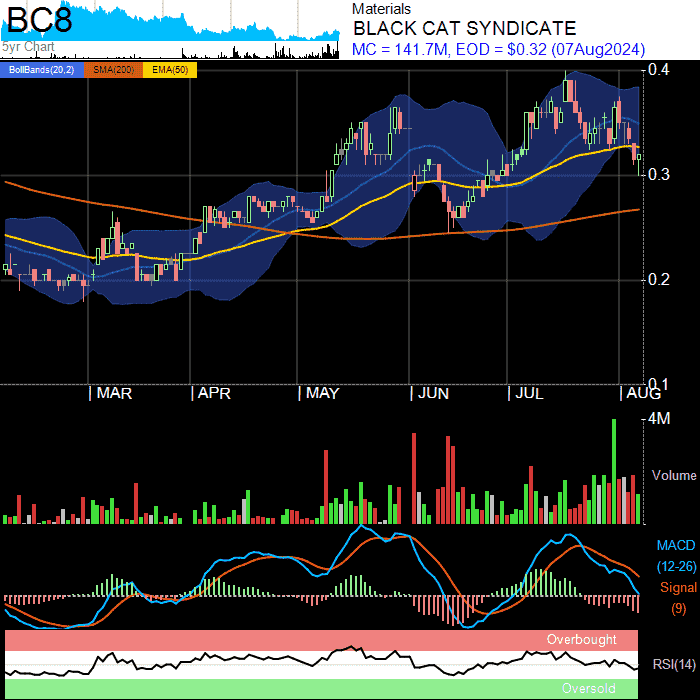 BC8
5yr Chart
Materials
BLACK CAT SYNDICATE
MC = 141.7M, EOD = $0.32 (07Aug2024)
BollBands(20,2) SMA(200) EMA(50)
0.4
0.3
0.2
0.1
MAR APR MAY JUN JUL AUG
4M
Volume
MACD
(12-26)
Signal
(9)
Overbought
RSI(14)
Oversold